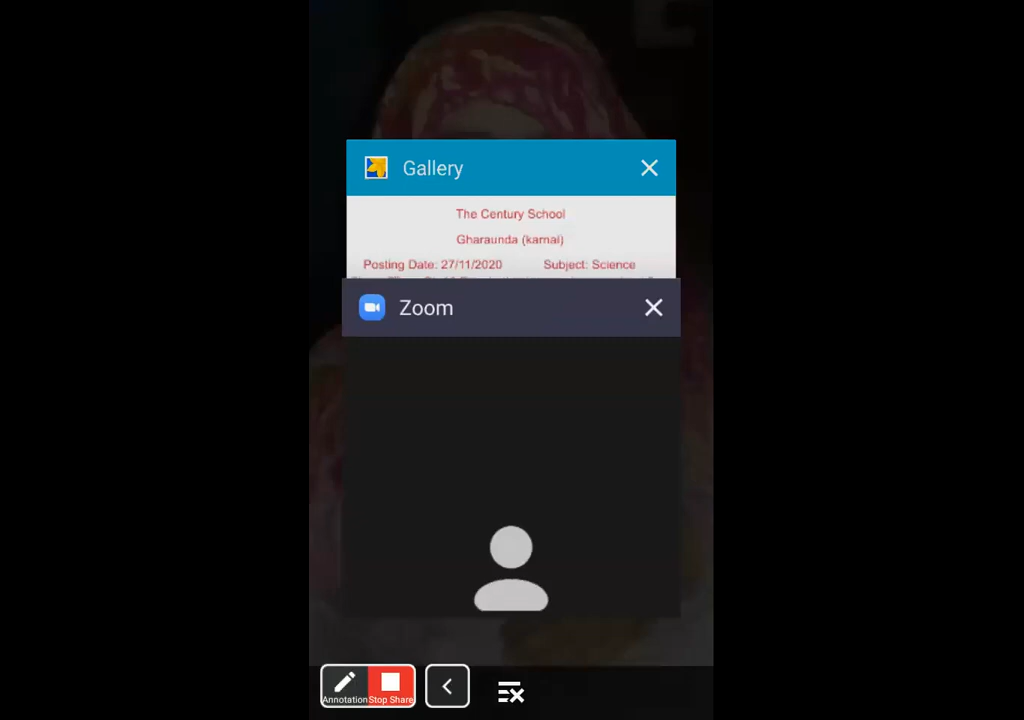 Gallery
The Century School
Gharaunda (karnal)
Posting Date: 27/11/2020 Subject: Science
Zoom
Annotation Stop Share